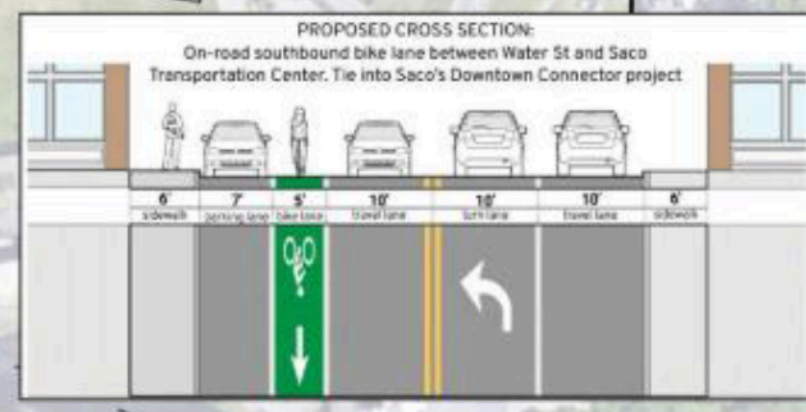 PROPOSED CROSS SECTION:
On-road southbound bike lane between Water St and Saco
Transportation Center. Tie into Saco's Downtown Connector project
6' 7' 5' 10' 10' 10' 6'
sidewalk parking lane bike lane travel lane turn lane travel lane sidewalk